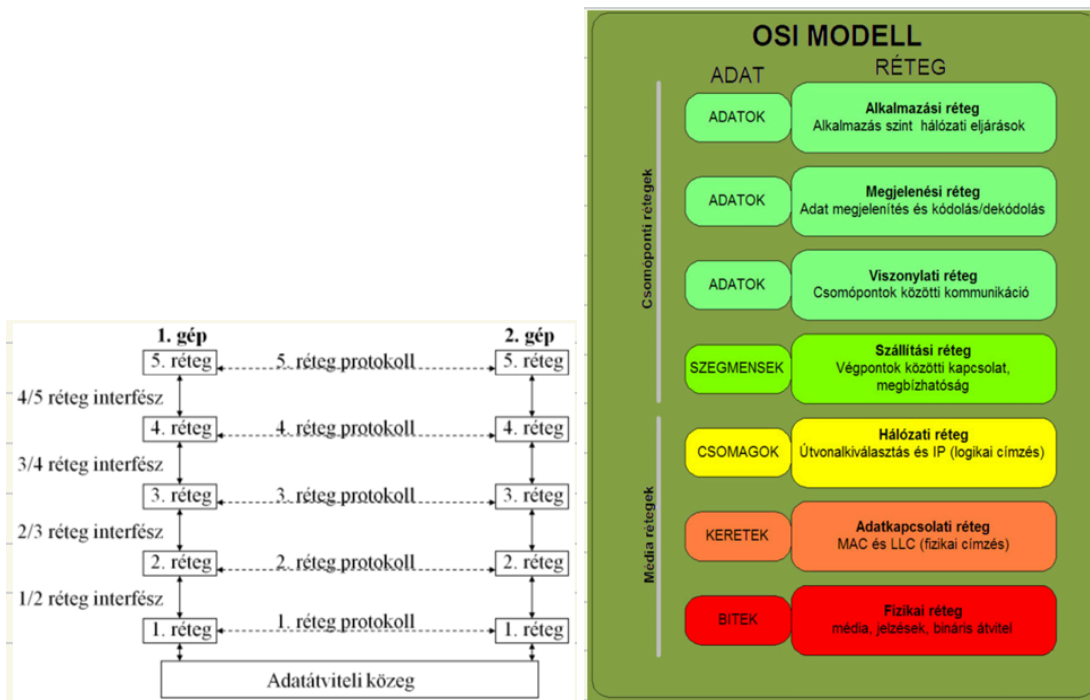 1. gép 2. gép
5. réteg 5. réteg protokoll 5. réteg
4/5 réteg interfész
4. réteg 4. réteg protokoll 4. réteg
3/4 réteg interfész
3. réteg 3. réteg protokoll 3. réteg
2/3 réteg interfész
2. réteg 2. réteg protokoll 2. réteg
1/2 réteg interfész
1. réteg 1. réteg protokoll 1. réteg
Adatátviteli közeg
OSI MODELL
ADAT RÉTEG
Csomóponti rétegek
ADATOK
Alkalmazási réteg
Alkalmazás szint hálózati eljárások
ADATOK
Megjelenési réteg
Adat megjelenítés és kódolás/dekódolás
ADATOK
Viszonylati réteg
Csomópontok közötti kommunikáció
SZEGMENSEK
Szállítási réteg
Végpontok közötti kapcsolat,
megbízhatóság
Média rétegek
CSOMAGOK
Hálózati réteg
Útvonalkiválasztás és IP (logikai címzés)
KERETEK
Adatkapcsolati réteg
MAC és LLC (fizikai címzés)
BITEK
Fizikai réteg
média, jelzések, bináris átvitel